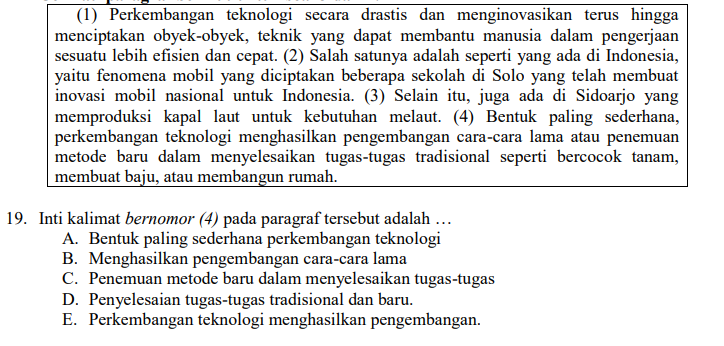 (1) Perkembangan teknologi secara drastis dan menginovasikan terus hingga
menciptakan obyek-obyek, teknik yang dapat membantu manusia dalam pengerjaan
sesuatu lebih efisien dan cepat. (2) Salah satunya adalah seperti yang ada di Indonesia,
yaitu fenomena mobil yang diciptakan beberapa sekolah di Solo yang telah membuat
inovasi mobil nasional untuk Indonesia. (3) Selain itu, juga ada di Sidoarjo yang
memproduksi kapal laut untuk kebutuhan melaut. (4) Bentuk paling sederhana,
perkembangan teknologi menghasilkan pengembangan cara-cara lama atau penemuan
metode baru dalam menyelesaikan tugas-tugas tradisional seperti bercocok tanam,
membuat baju, atau membangun rumah.
19. Inti kalimat bernomor (4) pada paragraf tersebut adalah …
A. Bentuk paling sederhana perkembangan teknologi
B. Menghasilkan pengembangan cara-cara lama
C. Penemuan metode baru dalam menyelesaikan tugas-tugas
D. Penyelesaian tugas-tugas tradisional dan baru.
E. Perkembangan teknologi menghasilkan pengembangan.